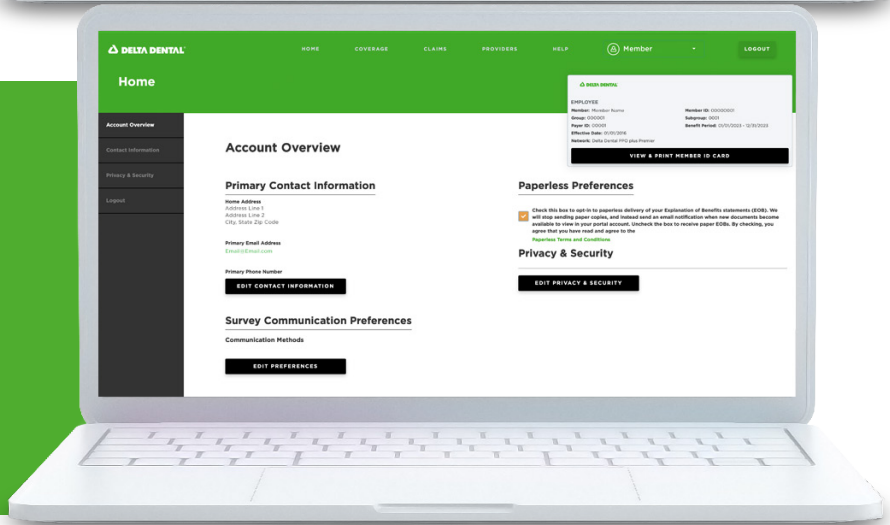 DELTA DENTAL
HOME COVERAGE CLAIMS PROVIDERS HELP Member LOGOUT
Home
DELTA DENTAL
EMPLOYEE
Member: Member Name Member ID: 00000001
Group: 000001 Subgroup: 0001
Payer ID: 00001 Benefit Period: 01/01/2023 - 12/31/2023
Effective Date: 01/01/2016
Network: Delta Dental PPO plus Premier
VIEW & PRINT MEMBER ID CARD
Account Overview
Contact Information
Privacy & Security
Logout
Account Overview
Primary Contact Information
Home Address
Address Line 1
Address Line 2
City, State Zip Code
Primary Email Address
Email@Email.com
Primary Phone Number
EDIT CONTACT INFORMATION
Survey Communication Preferences
Communication Methods
EDIT PREFERENCES
Paperless Preferences
Check this box to opt-in to paperless delivery of your Explanation of Benefits statements (EOB). We
will stop sending paper copies, and instead send an email notification when new documents become
available to view in your portal account. Uncheck the box to receive paper EOBs. By checking, you
agree that you have read and agree to the
Paperless Terms and Conditions
Privacy & Security
EDIT PRIVACY & SECURITY